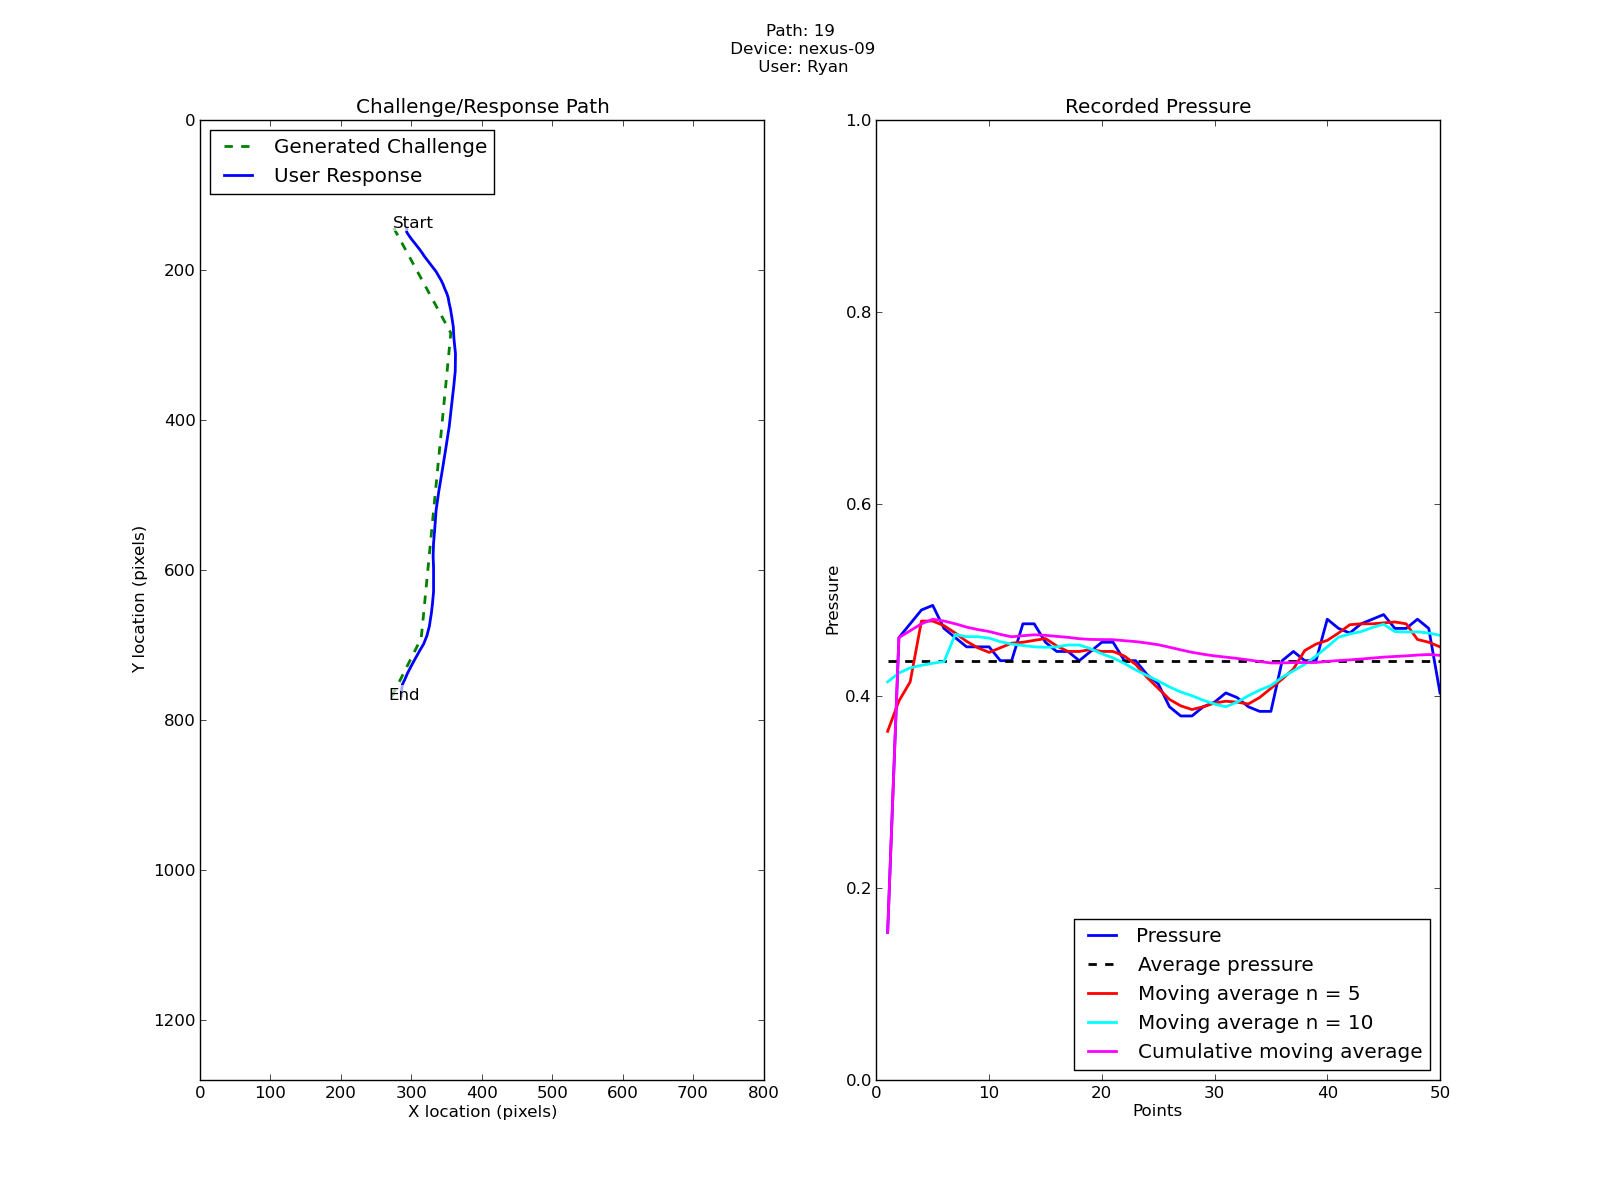 Path: 19
Device: nexus-09
User: Ryan
Challenge/Response Path
Generated Challenge
User Response
Start
End
0
200
400
600
800
1000
1200
Y location (pixels)
0 100 200 300 400 500 600 700 800
X location (pixels)
Recorded Pressure
1.0
0.8
0.6
0.4
0.2
0.0
Pressure
Pressure
Average pressure
Moving average n = 5
Moving average n = 10
Cumulative moving average
0 10 20 30 40 50
Points